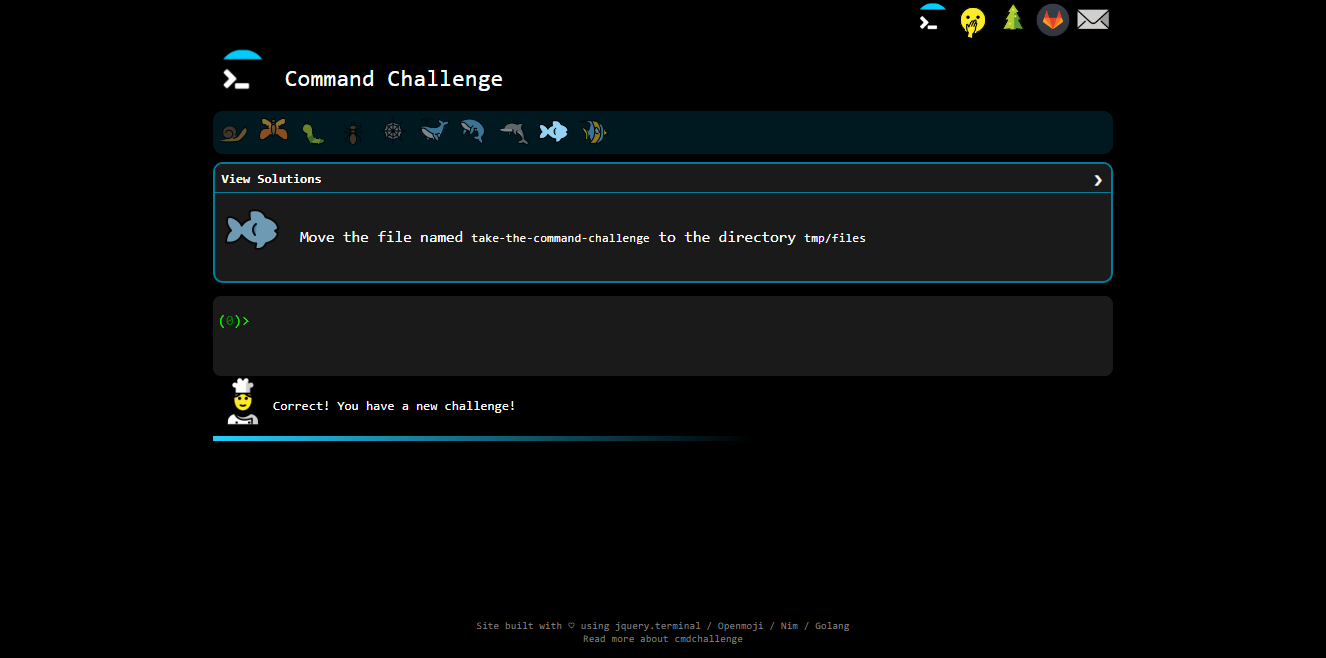 Command Challenge
View Solutions
Move the file named take-the-command-challenge to the directory tmp/files
(0)>
Correct! You have a new challenge!
Site built with ♡ using jquery.terminal / Openmoji / Nim / Golang
Read more about cmdchallenge